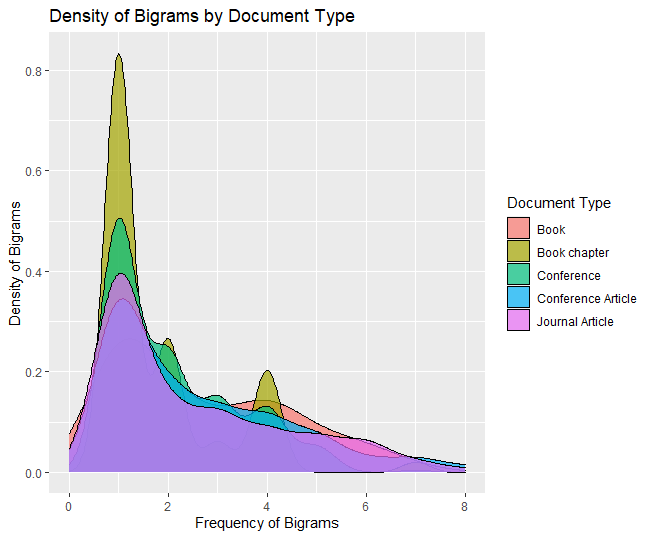 Density of Bigrams by Document Type
Density of Bigrams
0.8
0.6
0.4
0.2
0.0
0 2 4 6 8
Frequency of Bigrams
Document Type
Book
Book chapter
Conference
Conference Article
Journal Article